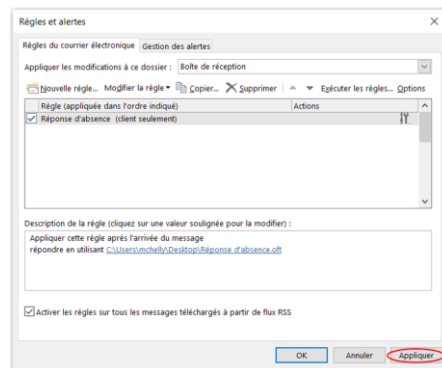 Règles et alertes
Règles du courrier électronique Gestion des alertes
Appliquer les modifications à ce dossier : Boîte de réception
Nouvelle règle... Modifier la règle Copier... Supprimer Exécuter les règles... Options
Règle (appliquée dans l'ordre indiqué) Actions
Réponse d'absence (client seulement)
Description de la règle (cliquez sur une valeur soulignée pour la modifier) :
Appliquer cette règle après l'arrivée du message
répondre en utilisant C:\Users\mchelly\Desktop\Réponse d'absence.oft
Activer les règles sur tous les messages téléchargés à partir de flux RSS
OK Annuler Appliquer